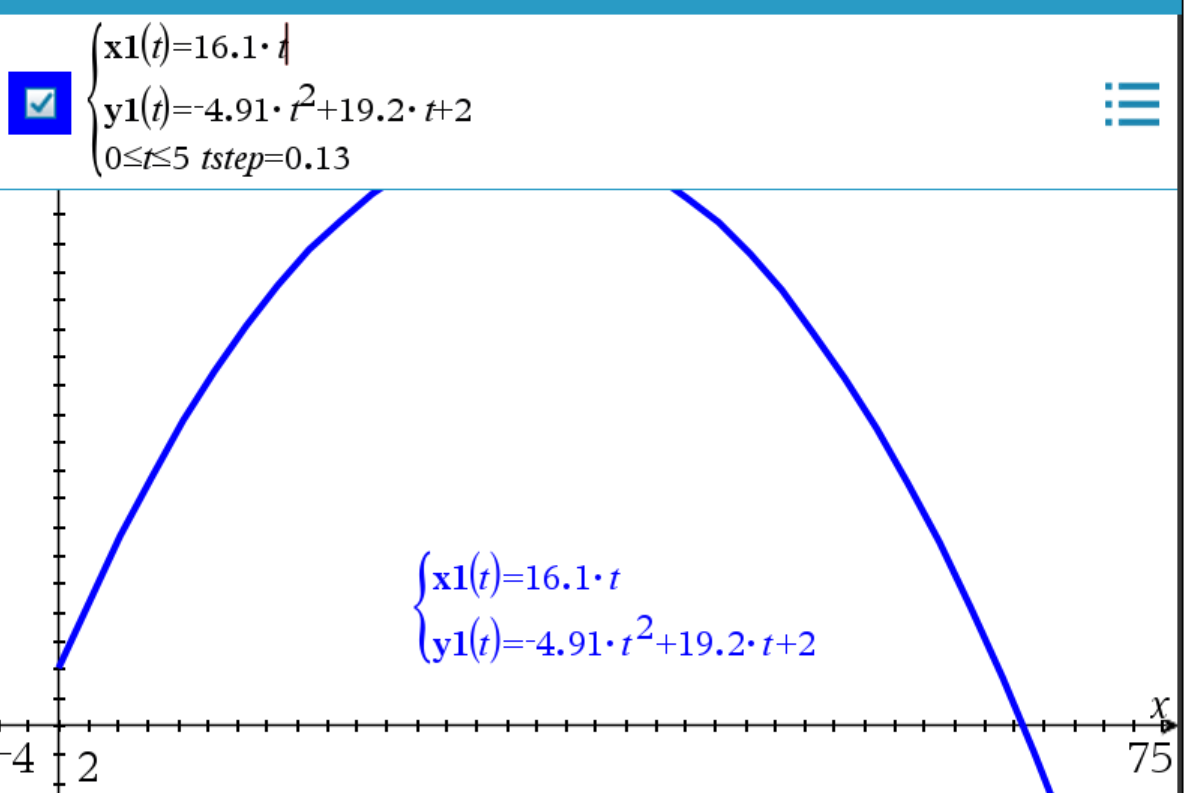 x1(t)=16.1·t
y1(t)=-4.91·t²+19.2·t+2
0≤t≤5 tstep=0.13
x1(t)=16.1·t
y1(t)=-4.91·t²+19.2·t+2
x
-4 2 75